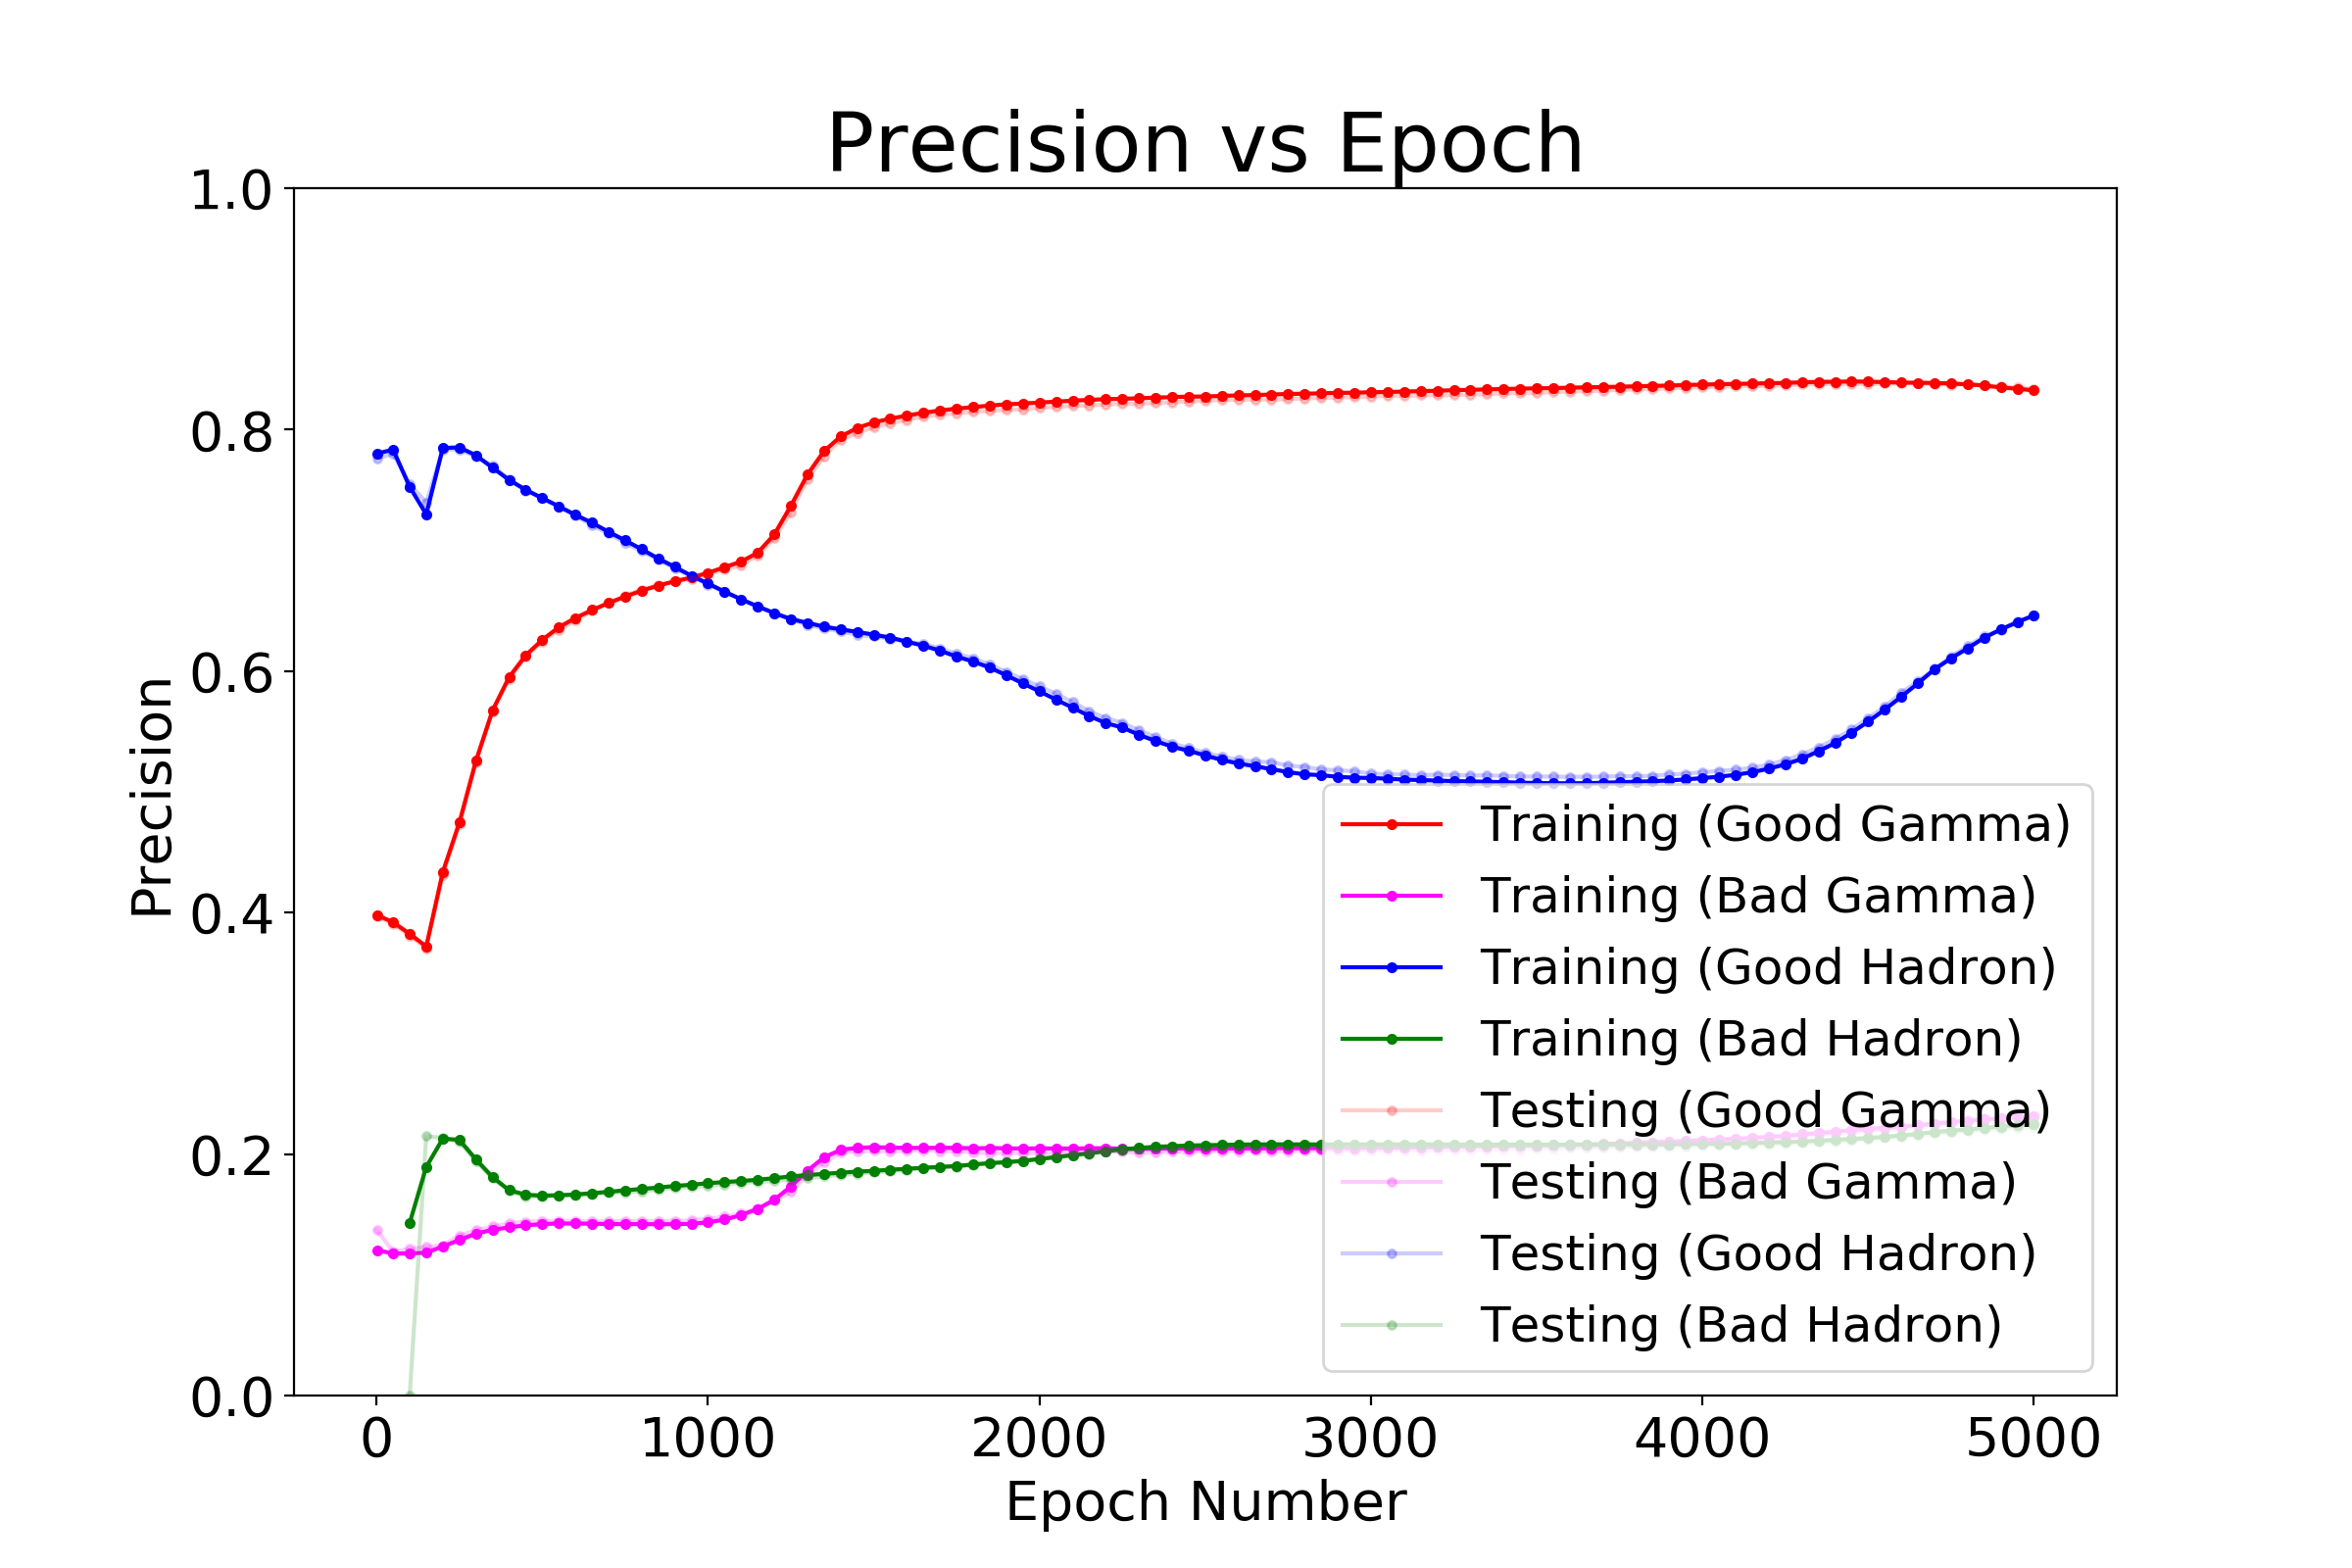 Precision vs Epoch
1.0
0.8
0.6
0.4
0.2
0.0
Precision
Training (Good Gamma)
Training (Bad Gamma)
Training (Good Hadron)
Training (Bad Hadron)
Testing (Good Gamma)
Testing (Bad Gamma)
Testing (Good Hadron)
Testing (Bad Hadron)
0 1000 2000 3000 4000 5000
Epoch Number